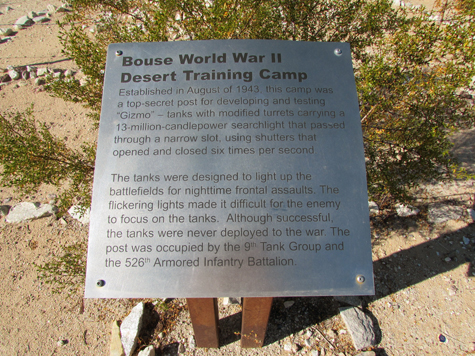 Bouse World War II
Desert Training Camp
Established in August of 1943, this camp was
a top-secret post for developing and testing
"Gizmo" – tanks with modified turrets carrying a
13-million-candlepower searchlight that passed
through a narrow slot, using shutters that
opened and closed six times per second.
The tanks were designed to light up the
battlefields for nighttime frontal assaults. The
flickering lights made it difficult for the enemy
to focus on the tanks. Although successful,
the tanks were never deployed to the war. The
post was occupied by the 9th Tank Group and
the 526th Armored Infantry Battalion.